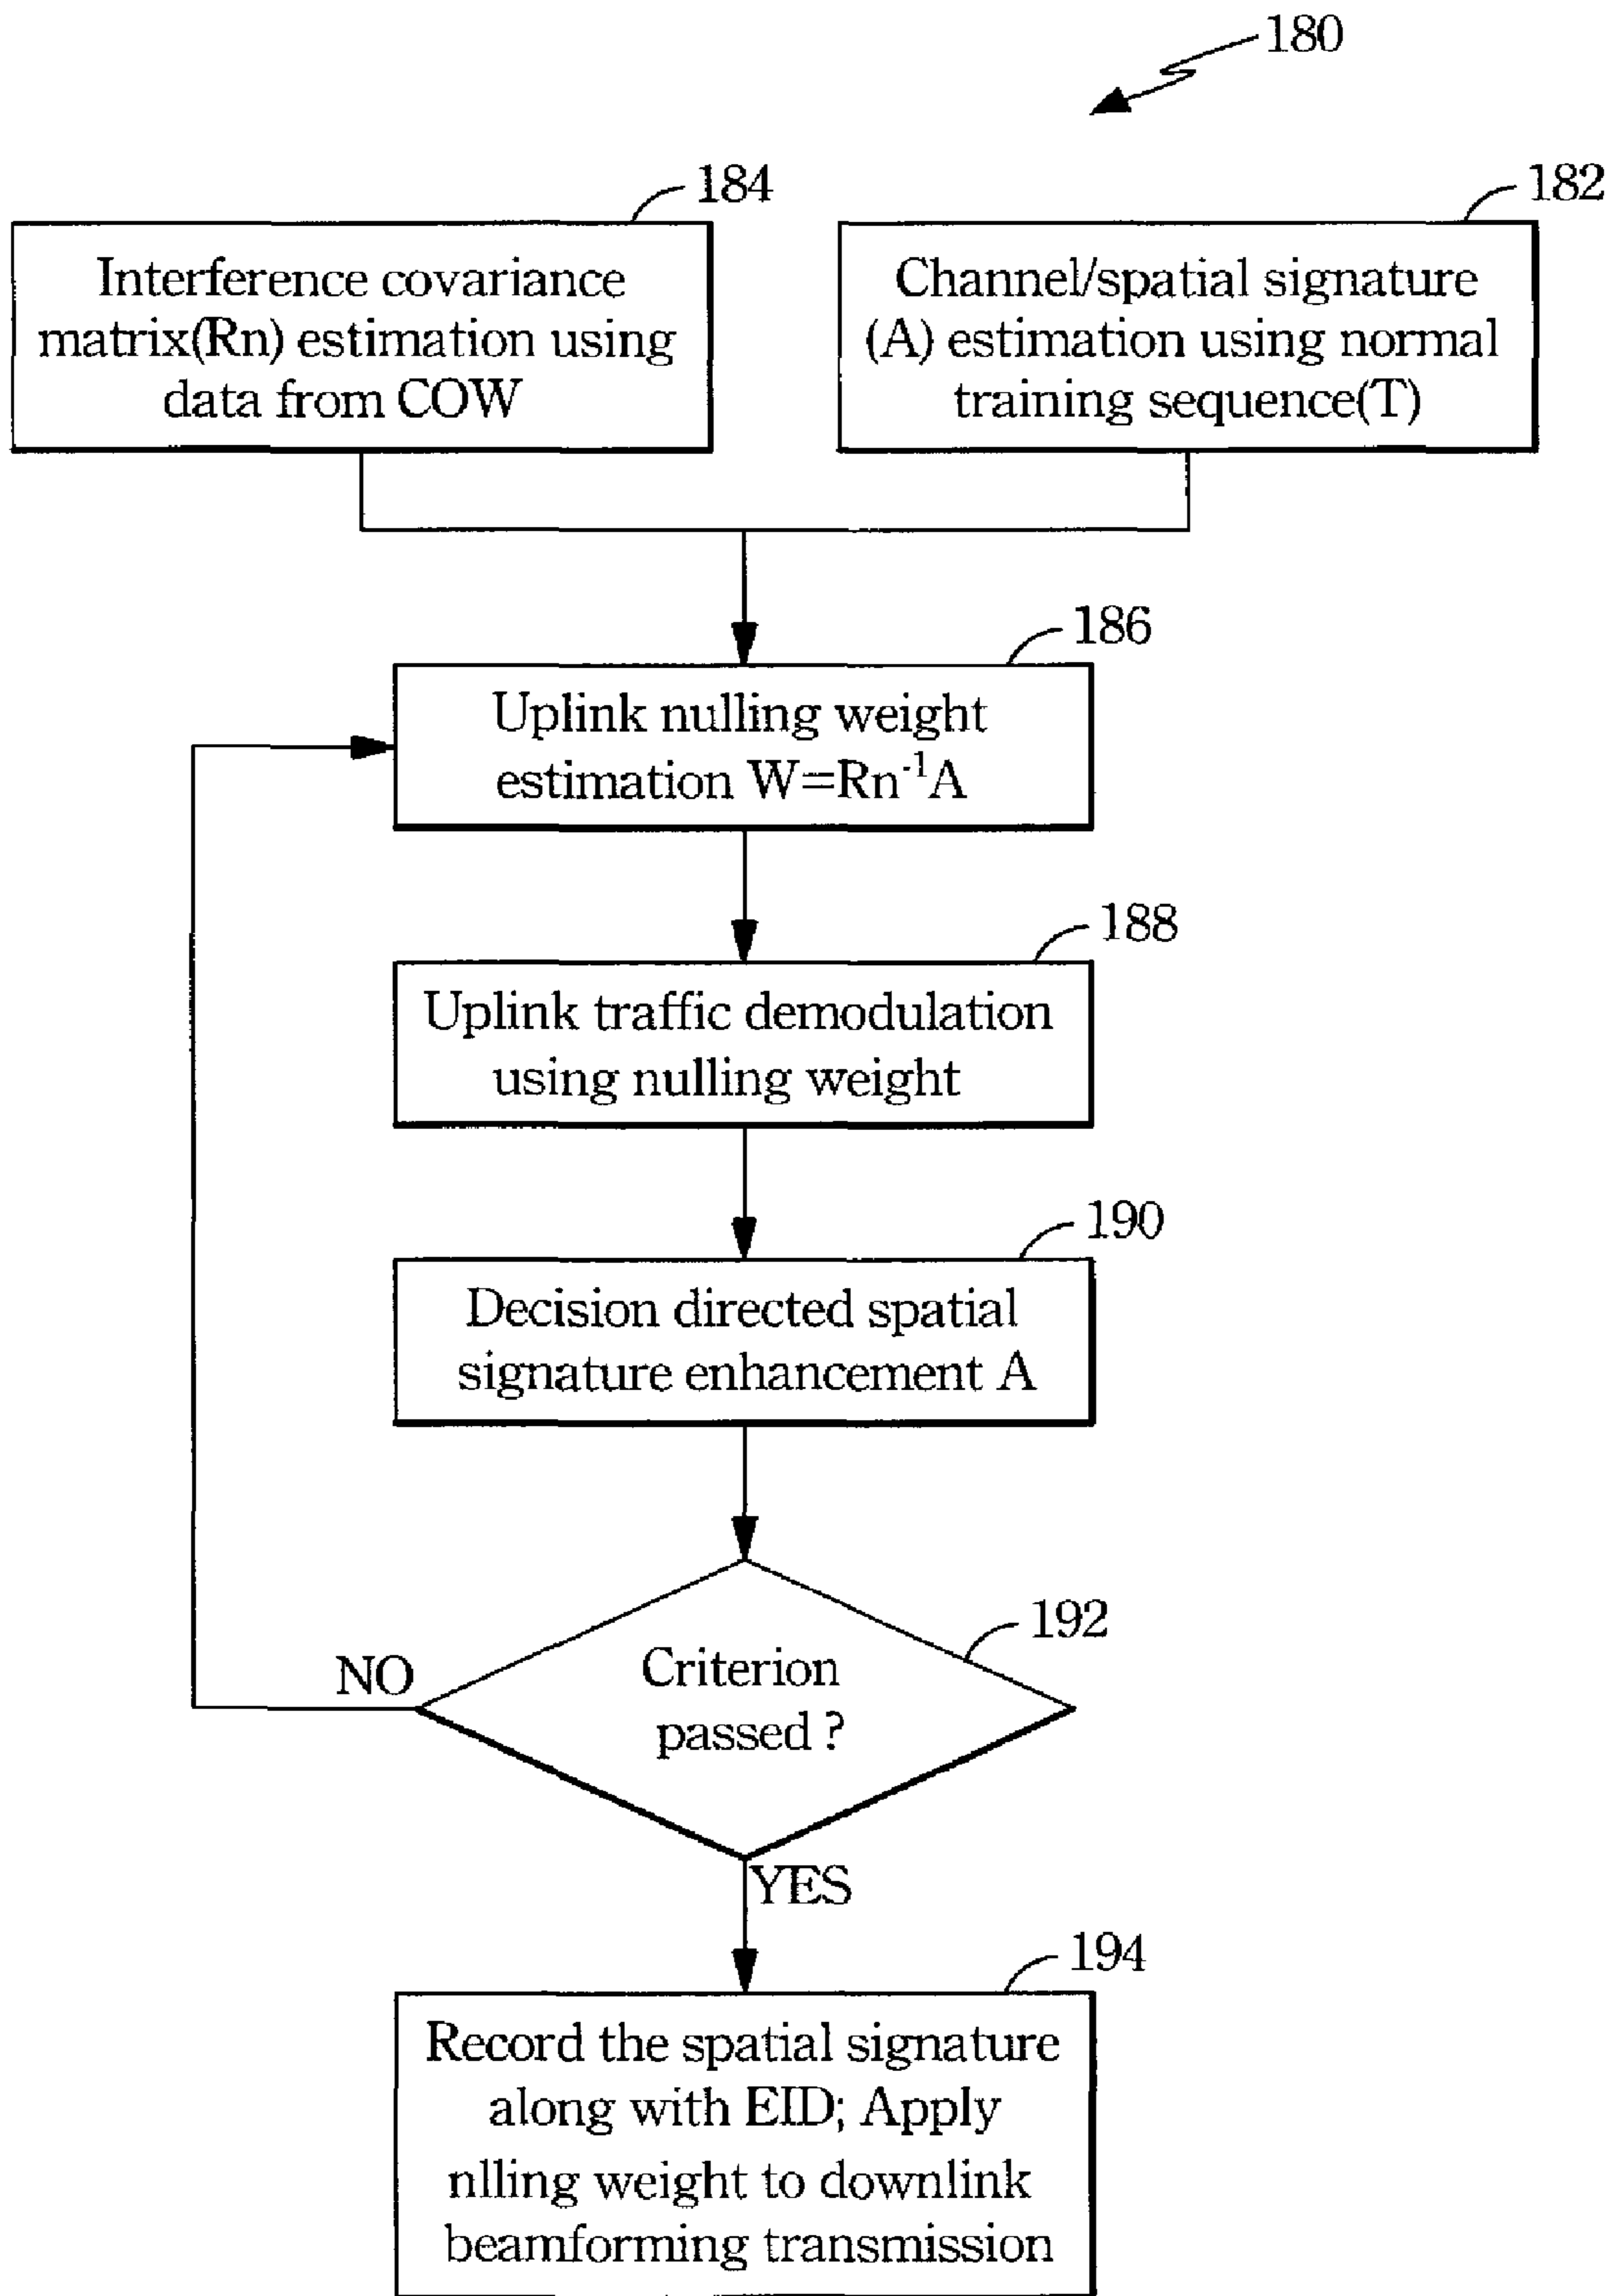 180
184
Interference covariance
matrix(Rn) estimation using
data from COW
182
Channel/spatial signature
(A) estimation using normal
training sequence(T)
186
Uplink nulling weight
estimation W=Rn⁻¹A
188
Uplink traffic demodulation
using nulling weight
190
Decision directed spatial
signature enhancement A
192
Criterion
passed ?
NO
YES
194
Record the spatial signature
along with EID; Apply
nlling weight to downlink
beamforming transmission